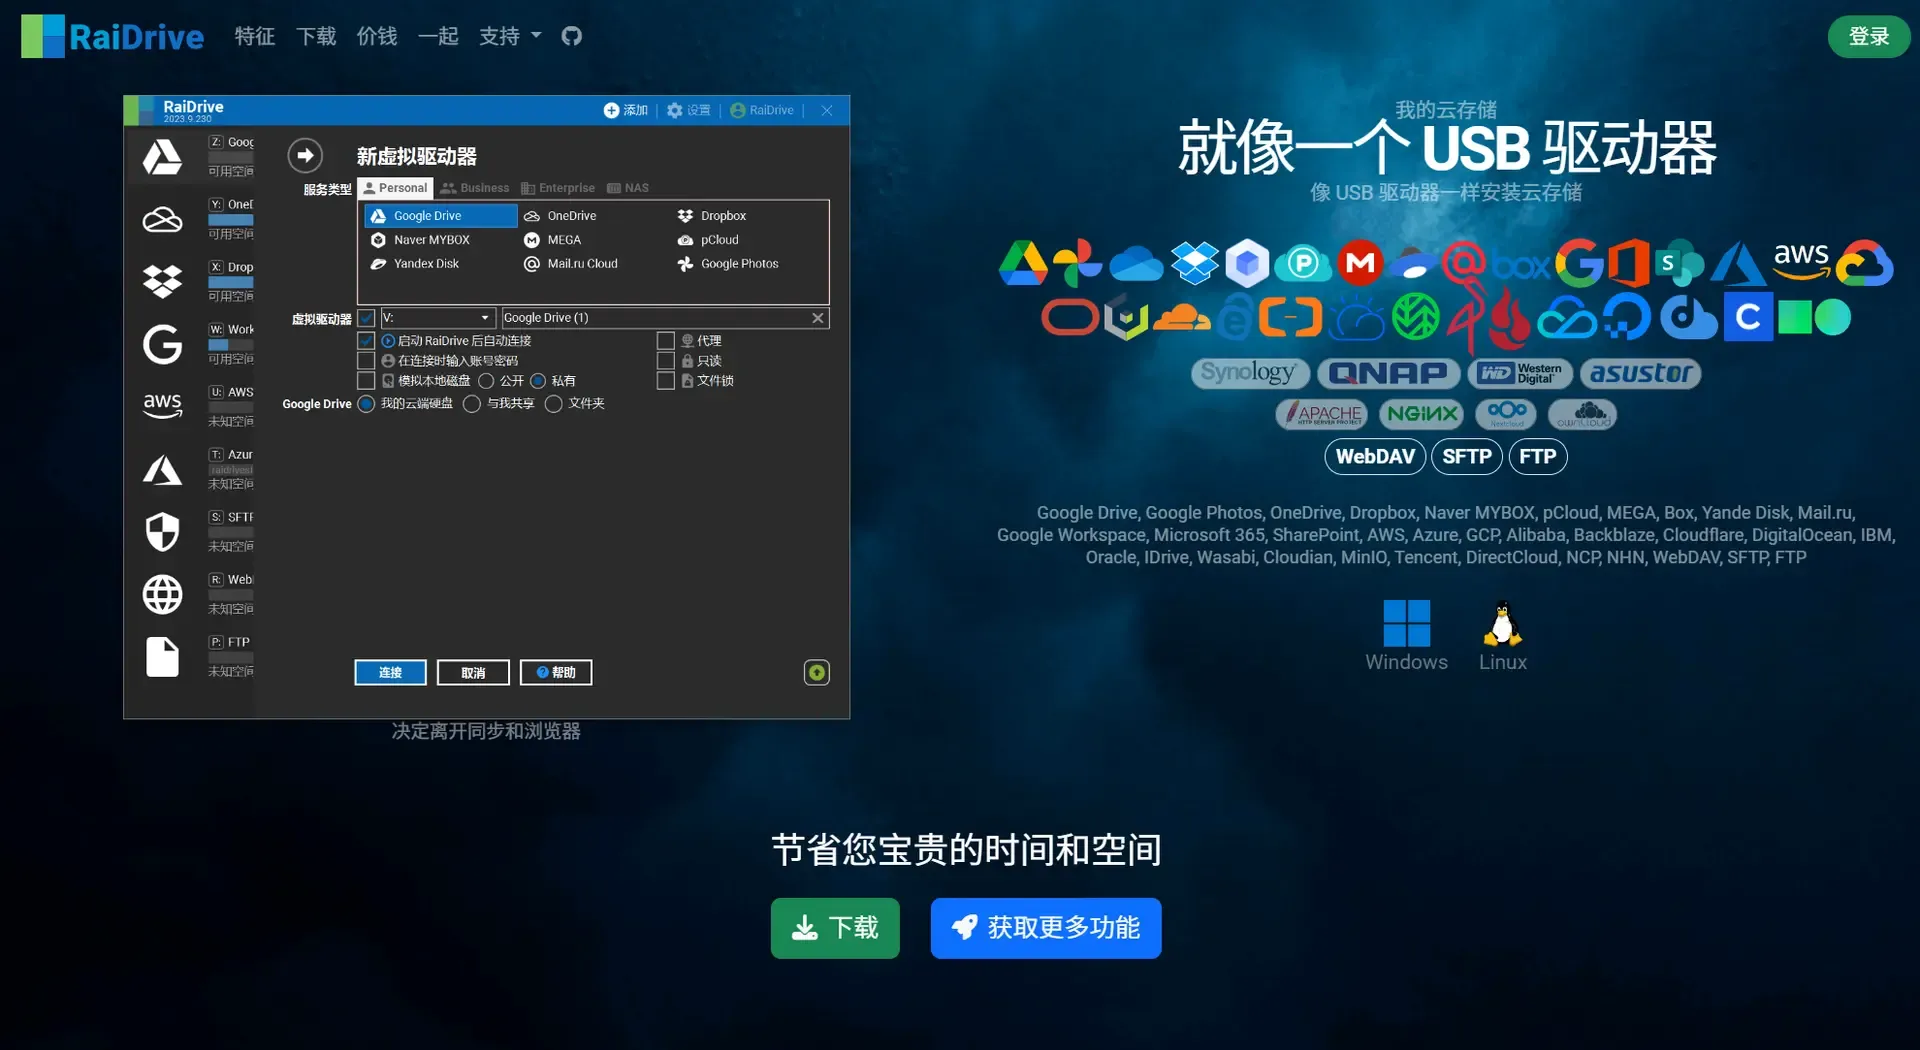 RaiDrive 特征 下载 价钱 一起 支持
登录
RaiDrive
2023.9.230
添加 设置 RaiDrive
Z: Goog
可用空间
Y: OneD
可用空间
X: Drop
可用空间
W: Work
可用空间
U: AWS
未知空间
T: Azur
raidrivest
未知空间
S: SFTP
未知空间
R: Web
未知空间
P: FTP
未知空间
aws
新虚拟驱动器
服务类型 Personal Business Enterprise NAS
Google Drive OneDrive Dropbox
Naver MYBOX MEGA pCloud
Yandex Disk Mail.ru Cloud Google Photos
虚拟驱动器 V: Google Drive (1)
启动 RaiDrive 后自动连接 代理
在连接时输入账号密码 只读
模拟本地磁盘 公开 私有 文件锁
Google Drive 我的云端硬盘 与我共享 文件夹
连接 取消 帮助
决定离开同步和浏览器
我的云存储
就像一个 USB 驱动器
像 USB 驱动器一样安装云存储
box aws
Synology QNAP WD Western Digital asustor
APACHE HTTP SERVER PROJECT NGINX Nextcloud ownCloud
WebDAV SFTP FTP
Google Drive, Google Photos, OneDrive, Dropbox, Naver MYBOX, pCloud, MEGA, Box, Yande Disk, Mail.ru,
Google Workspace, Microsoft 365, SharePoint, AWS, Azure, GCP, Alibaba, Backblaze, Cloudflare, DigitalOcean, IBM,
Oracle, IDrive, Wasabi, Cloudian, MinIO, Tencent, DirectCloud, NCP, NHN, WebDAV, SFTP, FTP
Windows Linux
节省您宝贵的时间和空间
下载 获取更多功能